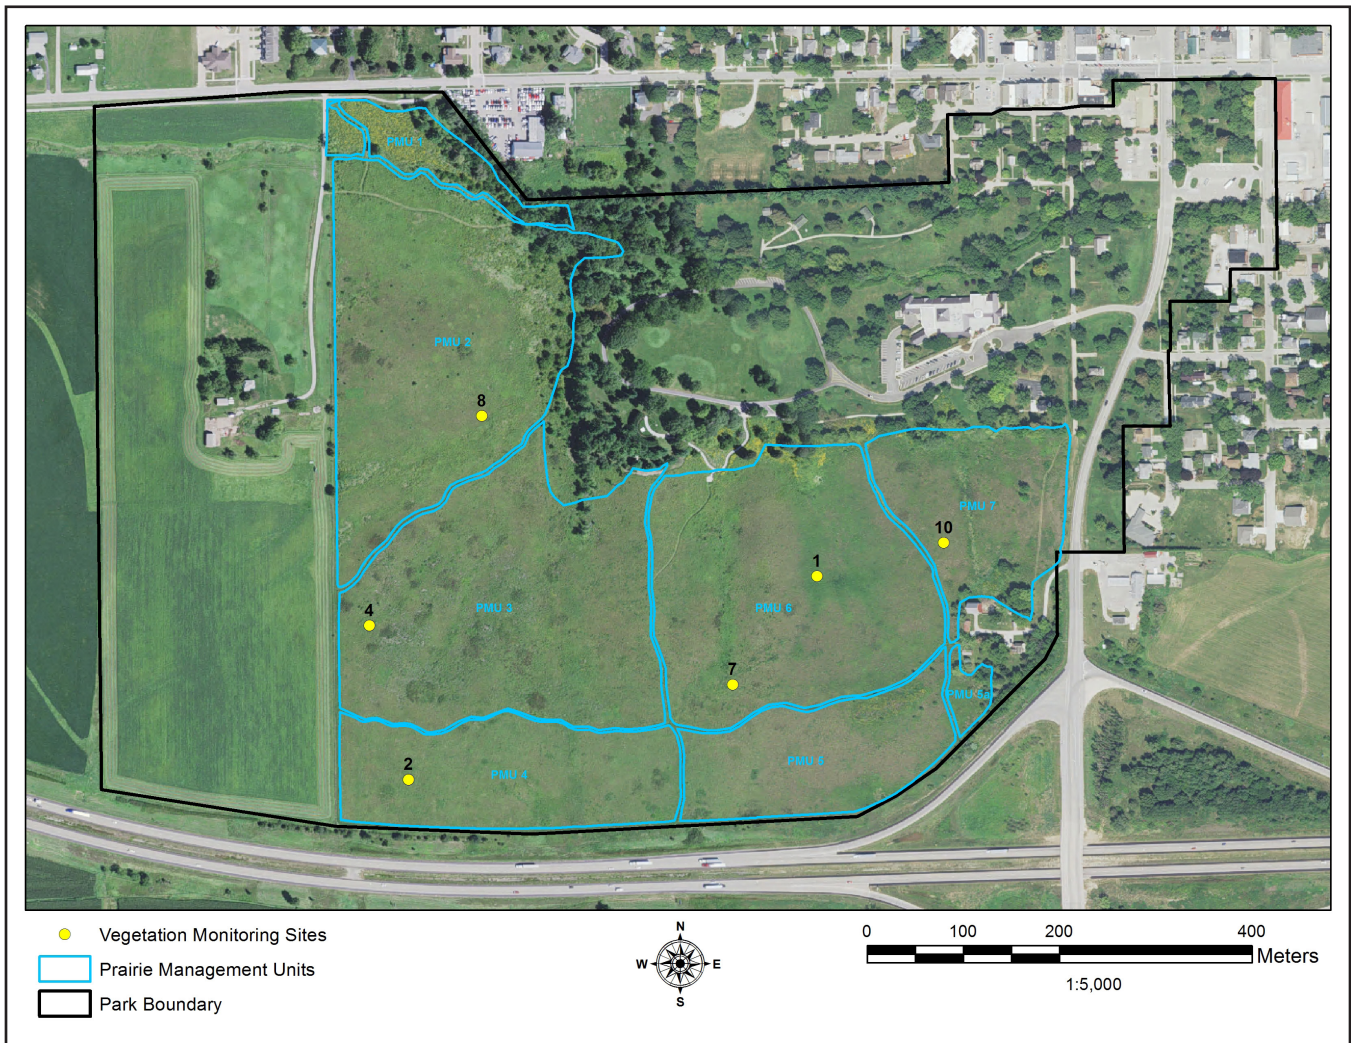 PMU 1
PMU 2
8
PMU 7
10
1
4
PMU 3
PMU 6
7
PMU 5a
2
PMU 4
PMU 5
Vegetation Monitoring Sites
Prairie Management Units
Park Boundary
N
W E
S
0 100 200 400
Meters
1:5,000